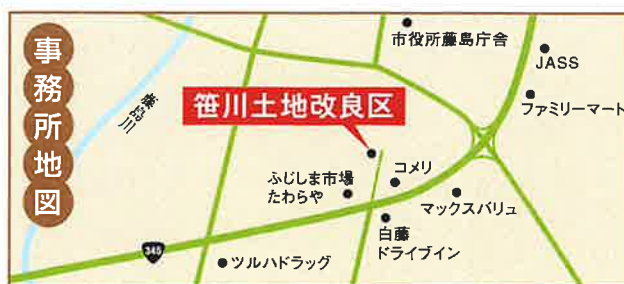 事務所地図
市役所藤島庁舎
JASS
ファミリーマート
藤島川
笹川土地改良区
コメリ
ふじしま市場
たわらや
マックスバリュ
白藤
ドライブイン
345
ツルハドラッグ